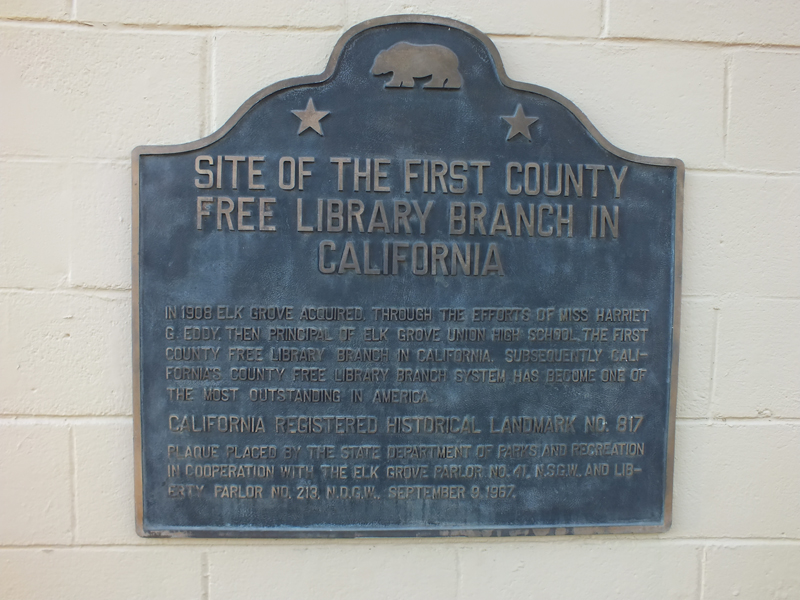 SITE OF THE FIRST COUNTY
FREE LIBRARY BRANCH IN
CALIFORNIA
IN 1908 ELK GROVE ACQUIRED, THROUGH THE EFFORTS OF MISS HARRIET
G. EDDY, THEN PRINCIPAL OF ELK GROVE UNION HIGH SCHOOL, THE FIRST
COUNTY FREE LIBRARY BRANCH IN CALIFORNIA. SUBSEQUENTLY CALI-
FORNIA'S COUNTY FREE LIBRARY BRANCH SYSTEM HAS BECOME ONE OF
THE MOST OUTSTANDING IN AMERICA.
CALIFORNIA REGISTERED HISTORICAL LANDMARK NO. 817
PLAQUE PLACED BY THE STATE DEPARTMENT OF PARKS AND RECREATION
IN COOPERATION WITH THE ELK GROVE PARLOR NO. 41, N.S.G.W., AND LIB-
ERTY PARLOR NO. 213, N.D.G.W., SEPTEMBER 9, 1967.